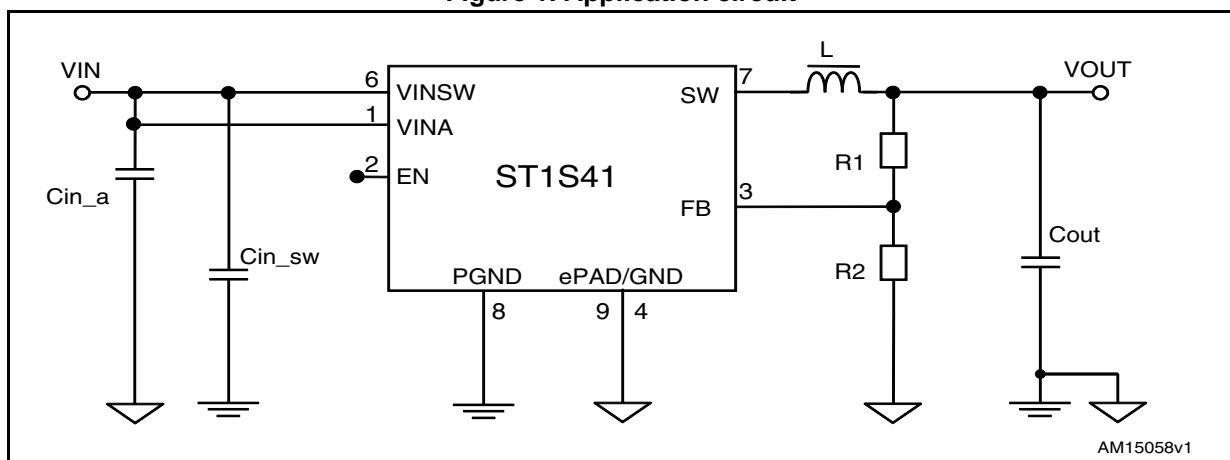 Figure 1. Application circuit
VIN
6
VINSW
1
VINA
2
EN
ST1S41
SW
7
L
VOUT
FB
3
R1
R2
Cin_a
Cin_sw
Cout
PGND
ePAD/GND
8
9
4
AM15058v1